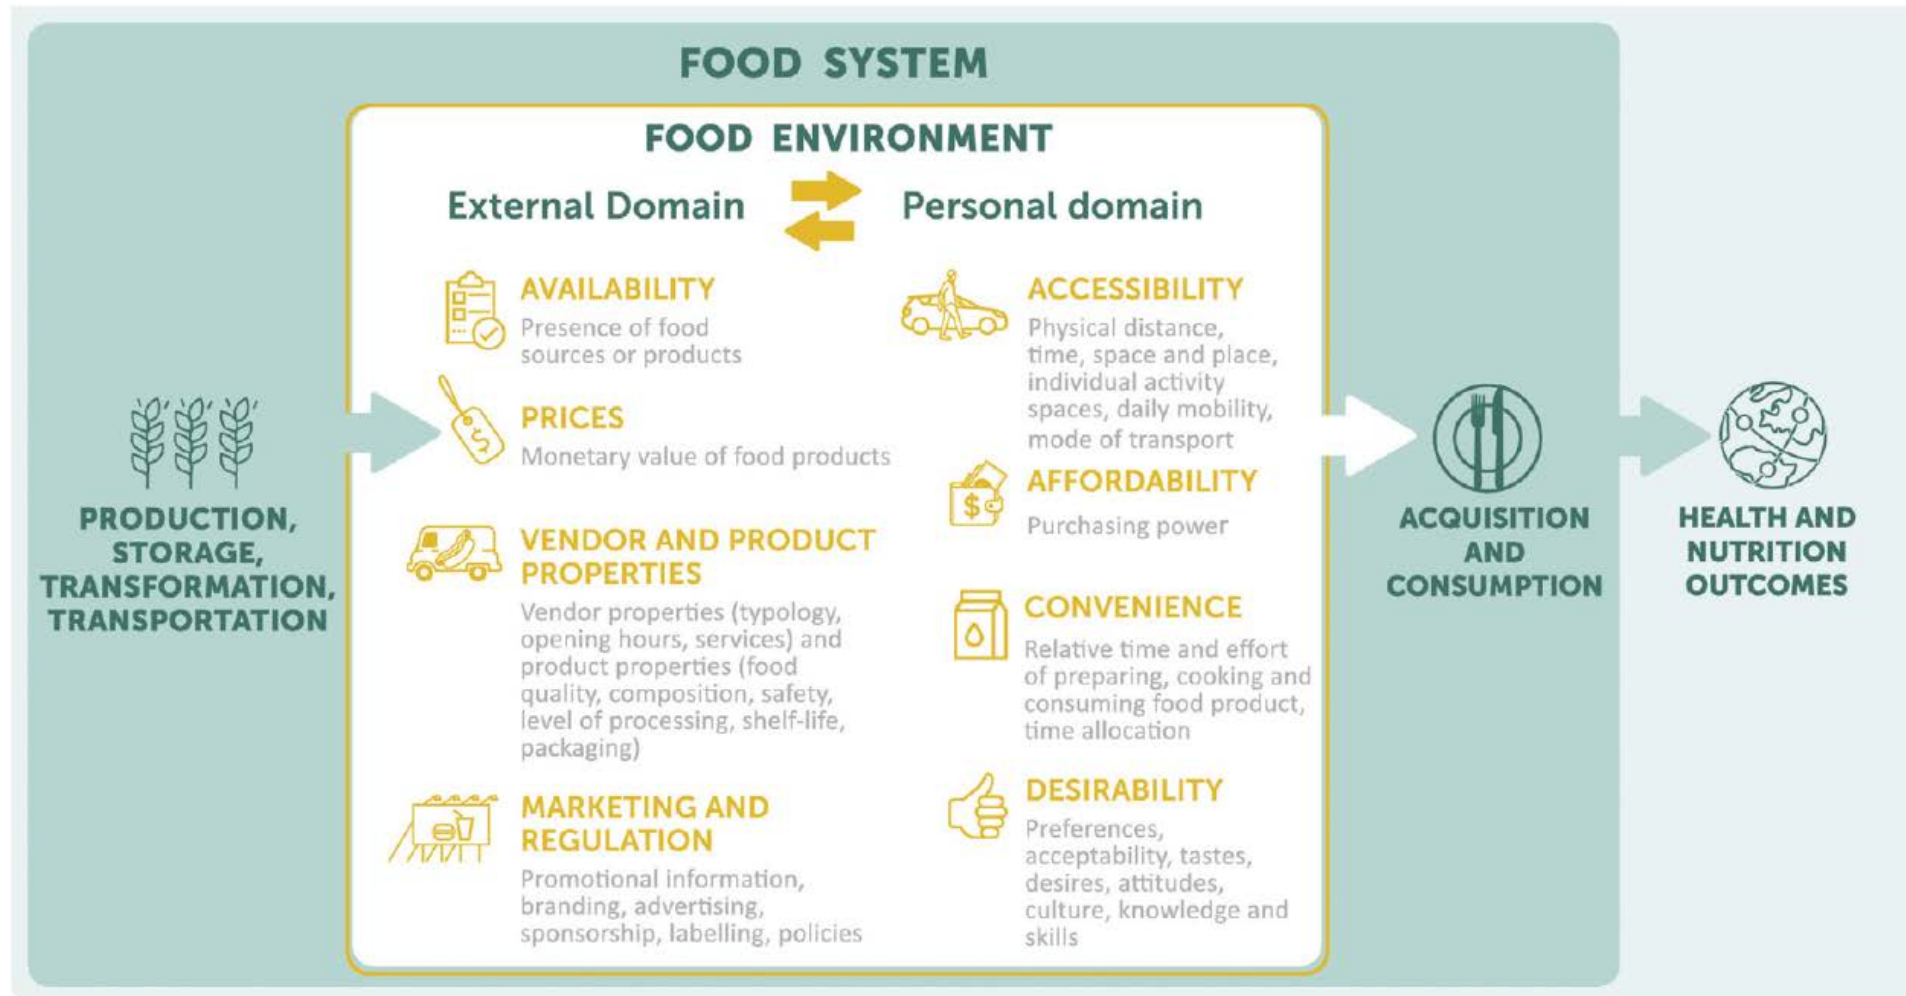 FOOD SYSTEM
FOOD ENVIRONMENT
External Domain
Personal domain
PRODUCTION,
STORAGE,
TRANSFORMATION,
TRANSPORTATION
AVAILABILITY
Presence of food
sources or products
PRICES
$
Monetary value of food products
VENDOR AND PRODUCT
PROPERTIES
Vendor properties (typology,
opening hours, services) and
product properties (food
quality, composition, safety,
level of processing, shelf-life,
packaging)
MARKETING AND
REGULATION
Promotional information,
branding, advertising,
sponsorship, labelling, policies
ACCESSIBILITY
Physical distance,
time, space and place,
individual activity
spaces, daily mobility,
mode of transport
AFFORDABILITY
$
Purchasing power
CONVENIENCE
Relative time and effort
of preparing, cooking and
consuming food product,
time allocation
DESIRABILITY
Preferences,
acceptability, tastes,
desires, attitudes,
culture, knowledge and
skills
ACQUISITION
AND
CONSUMPTION
HEALTH AND
NUTRITION
OUTCOMES